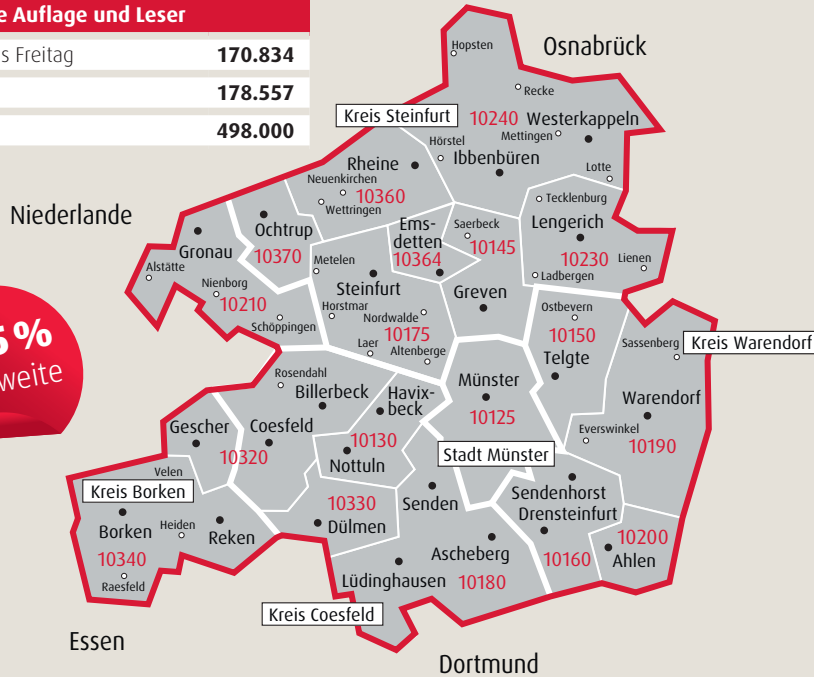 e Auflage und Leser
s Freitag 170.834
178.557
498.000
Osnabrück
Hopsten
Recke
Kreis Steinfurt
10240
Westerkappeln
Mettingen
Hörstel
Ibbenbüren
Lotte
Rheine
Neuenkirchen
10360
Wettringen
Tecklenburg
Niederlande
Ochtrup
Ems-
detten
10364
Saerbeck
10145
Lengerich
10230
Lienen
Gronau
10370
Alstätte
Metelen
Ladbergen
Nienborg
10210
Steinfurt
Greven
Horstmar
Nordwalde
10175
Schöppingen
Laer
Altenberge
Ostbevern
10150
Telgte
Sassenberg
Kreis Warendorf
5%
weite
Rosendahl
Billerbeck
Havix-
beck
Münster
10125
Warendorf
Gescher
Coesfeld
10130
Everswinkel
10190
10320
Nottuln
Stadt Münster
Velen
Kreis Borken
10330
Senden
Sendenhorst
Drensteinfurt
Borken
Heiden
Reken
Dülmen
10200
10340
Ascheberg
10160
Ahlen
Raesfeld
Lüdinghausen
10180
Kreis Coesfeld
Essen
Dortmund